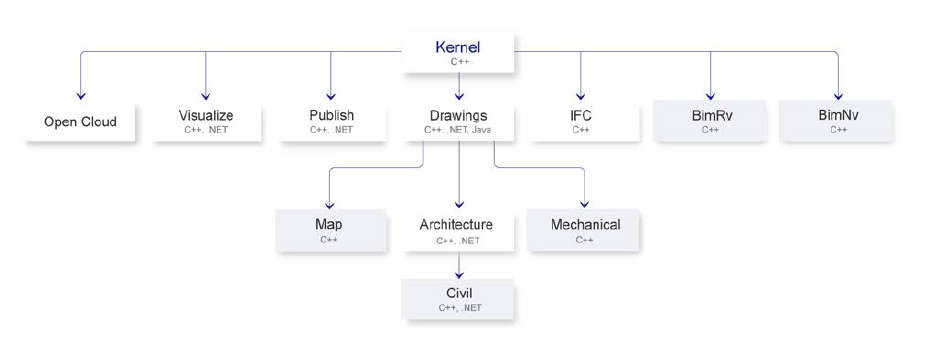 Kernel
C++
Open Cloud
Visualize
C++, .NET
Publish
C++, .NET
Drawings
C++, .NET, Java
IFC
C++
BimRv
C++
BimNv
C++
Map
C++
Architecture
C++, .NET
Mechanical
C++
Civil
C++, .NET